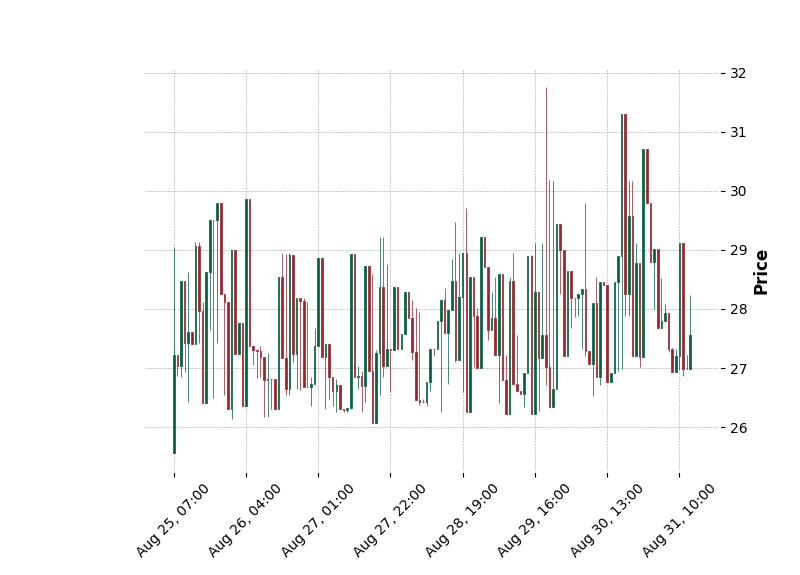 32
31
30
29
28
27
26
Price
Aug 25, 07:00
Aug 26, 04:00
Aug 27, 01:00
Aug 27, 22:00
Aug 28, 19:00
Aug 29, 16:00
Aug 30, 13:00
Aug 31, 10:00